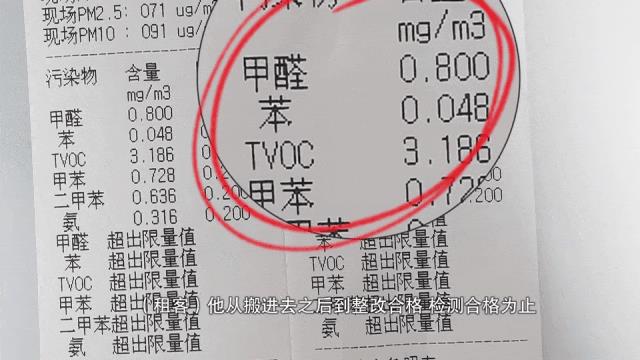 现场PM2.5: 071 ug/m
现场PM10 : 091 ug/
污染物 含量
mg/m3
甲醛 0.800
苯 0.048
TVOC 3.186
甲苯 0.728
二甲苯 0.636 0.200
氨 0.316 0.200
甲醛 超出限量值
苯 超出限量值
TVOC 超出限量值
甲苯 超出限量值
二甲苯超出限量值
氨 超出限量值
mg/m3
甲醛 0.800
苯 0.048
TVOC 3.186
甲苯 0.72
苯 超出限量值
TVOC 超出限量值
甲苯 超出限量值
氨 超出限量值
租客）他从搬进去之后到整改合格 检测合格为止